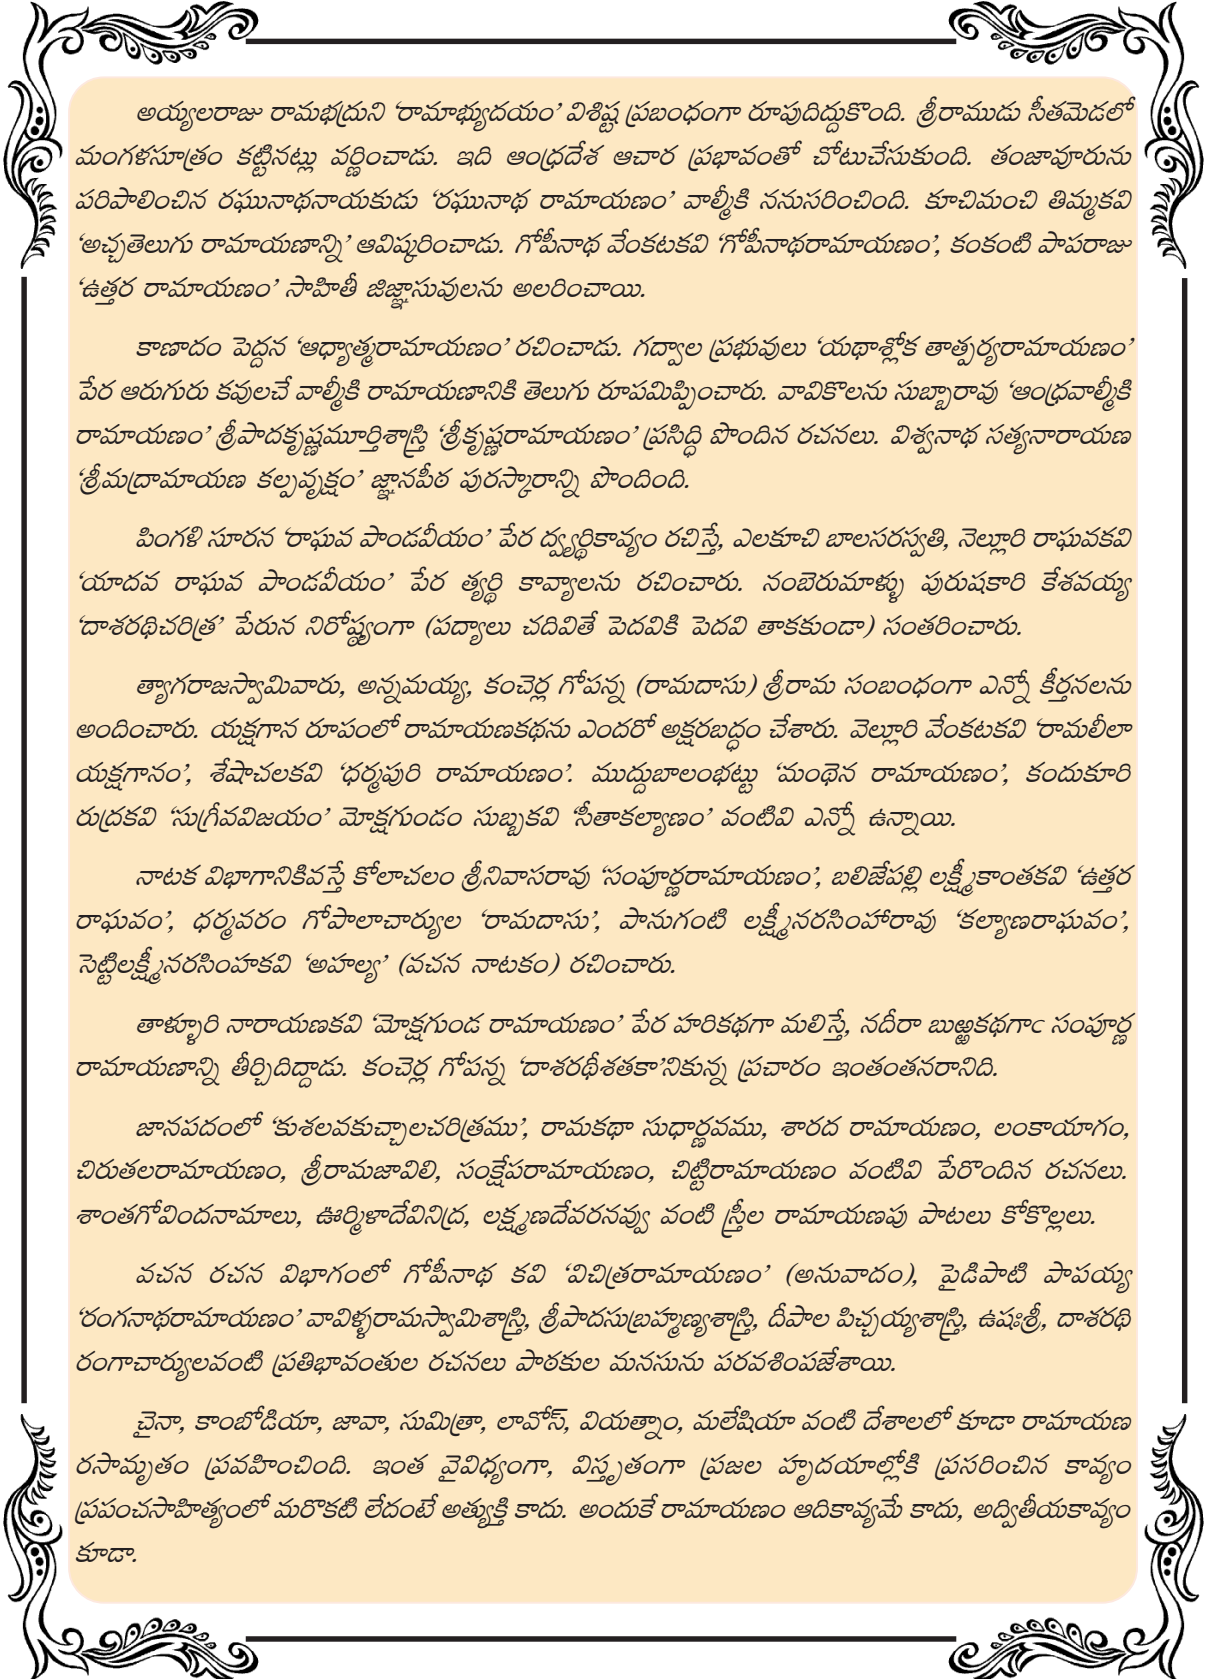 అయ్యలరాజు రామభద్రుని ‘రామాభ్యుదయం’ విశిష్ట ప్రబంధంగా రూపుదిద్దుకొంది. శ్రీరాముడు సీతమెడలో
మంగళసూత్రం కట్టినట్లు వర్ణించాడు. ఇది ఆంధ్రదేశ ఆచార ప్రభావంతో చోటుచేసుకుంది. తంజావూరును
పరిపాలించిన రఘునాథనాయకుడు ‘రఘునాథ రామాయణం’ వాల్మీకి ననుసరించింది. కూచిమంచి తిమ్మకవి
‘అచ్చతెలుగు రామాయణాన్ని’ ఆవిష్కరించాడు. గోపీనాథ వేంకటకవి ‘గోపీనాథరామాయణం’, కంకంటి పాపరాజు
‘ఉత్తర రామాయణం’ సాహితీ జిజ్ఞాసువులను అలరించాయి.
కాణాదం పెద్దన ‘ఆధ్యాత్మరామాయణం’ రచించాడు. గద్వాల ప్రభువులు ‘యథాశ్లోక తాత్పర్యరామాయణం’
పేర ఆరుగురు కవులచే వాల్మీకి రామాయణానికి తెలుగు రూపమిప్పించారు. వావికొలను సుబ్బారావు ‘ఆంధ్రవాల్మీకి
రామాయణం’ శ్రీపాదకృష్ణమూర్తిశాస్త్రి ‘శ్రీకృష్ణరామాయణం’ ప్రసిద్ధి పొందిన రచనలు. విశ్వనాథ సత్యనారాయణ
‘శ్రీమద్రామాయణ కల్పవృక్షం’ జ్ఞానపీఠ పురస్కారాన్ని పొందింది.
పింగళి సూరన ‘రాఘవ పాండవీయం’ పేర ద్వ్యర్థికావ్యం రచిస్తే, ఎలకూచి బాలసరస్వతి, నెల్లూరి రాఘవకవి
‘యాదవ రాఘవ పాండవీయం’ పేర త్యర్థి కావ్యాలను రచించారు. నంబెరుమాళ్ళు పురుషకారి కేశవయ్య
‘దాశరథిచరిత్ర’ పేరున నిరోష్ఠ్యంగా (పద్యాలు చదివితే పెదవికి పెదవి తాకకుండా) సంతరించారు.
త్యాగరాజస్వామివారు, అన్నమయ్య, కంచెర్ల గోపన్న (రామదాసు) శ్రీరామ సంబంధంగా ఎన్నో కీర్తనలను
అందించారు. యక్షగాన రూపంలో రామాయణకథను ఎందరో అక్షరబద్ధం చేశారు. వెల్లూరి వేంకటకవి ‘రామలీలా
యక్షగానం’, శేషాచలకవి ‘ధర్మపురి రామాయణం’. ముద్దుబాలంభట్టు ‘మంథెన రామాయణం’, కందుకూరి
రుద్రకవి ‘సుగ్రీవవిజయం’ మోక్షగుండం సుబ్బకవి ‘సీతాకల్యాణం’ వంటివి ఎన్నో ఉన్నాయి.
నాటక విభాగానికివస్తే కోలాచలం శ్రీనివాసరావు ‘సంపూర్ణరామాయణం’, బలిజేపల్లి లక్ష్మీకాంతకవి ‘ఉత్తర
రాఘవం’, ధర్మవరం గోపాలాచార్యుల ‘రామదాసు’, పానుగంటి లక్ష్మీనరసింహారావు ‘కల్యాణరాఘవం’,
సెట్టిలక్ష్మీనరసింహకవి ‘అహల్య’ (వచన నాటకం) రచించారు.
తాళ్ళూరి నారాయణకవి ‘మోక్షగుండ రామాయణం’ పేర హరికథగా మలిస్తే, నదీరా బుఱ్ఱకథగాఁ సంపూర్ణ
రామాయణాన్ని తీర్చిదిద్దాడు. కంచెర్ల గోపన్న ‘దాశరథీశతకా’నికున్న ప్రచారం ఇంతంతనరానిది.
జానపదంలో ‘కుశలవకుచ్చాలచరిత్రము’, రామకథా సుధార్ణవము, శారద రామాయణం, లంకాయాగం,
చిరుతలరామాయణం, శ్రీరామజావిలి, సంక్షేపరామాయణం, చిట్టిరామాయణం వంటివి పేరొందిన రచనలు.
శాంతగోవిందనామాలు, ఊర్మిళాదేవినిద్ర, లక్ష్మణదేవరనవ్వు వంటి స్త్రీల రామాయణపు పాటలు కోకొల్లలు.
వచన రచన విభాగంలో గోపీనాథ కవి ‘విచిత్రరామాయణం’ (అనువాదం), పైడిపాటి పాపయ్య
‘రంగనాథరామాయణం’ వావిళ్ళరామస్వామిశాస్త్రి, శ్రీపాదసుబ్రహ్మణ్యశాస్త్రి, దీపాల పిచ్చయ్యశాస్త్రి, ఉషఃశ్రీ, దాశరథి
రంగాచార్యులవంటి ప్రతిభావంతుల రచనలు పాఠకుల మనసును పరవశింపజేశాయి.
చైనా, కాంబోడియా, జావా, సుమిత్రా, లావోస్, వియత్నాం, మలేషియా వంటి దేశాలలో కూడా రామాయణ
రసామృతం ప్రవహించింది. ఇంత వైవిధ్యంగా, విస్తృతంగా ప్రజల హృదయాల్లోకి ప్రసరించిన కావ్యం
ప్రపంచసాహిత్యంలో మరొకటి లేదంటే అత్యుక్తి కాదు. అందుకే రామాయణం ఆదికావ్యమే కాదు, అద్వితీయకావ్యం
కూడా.